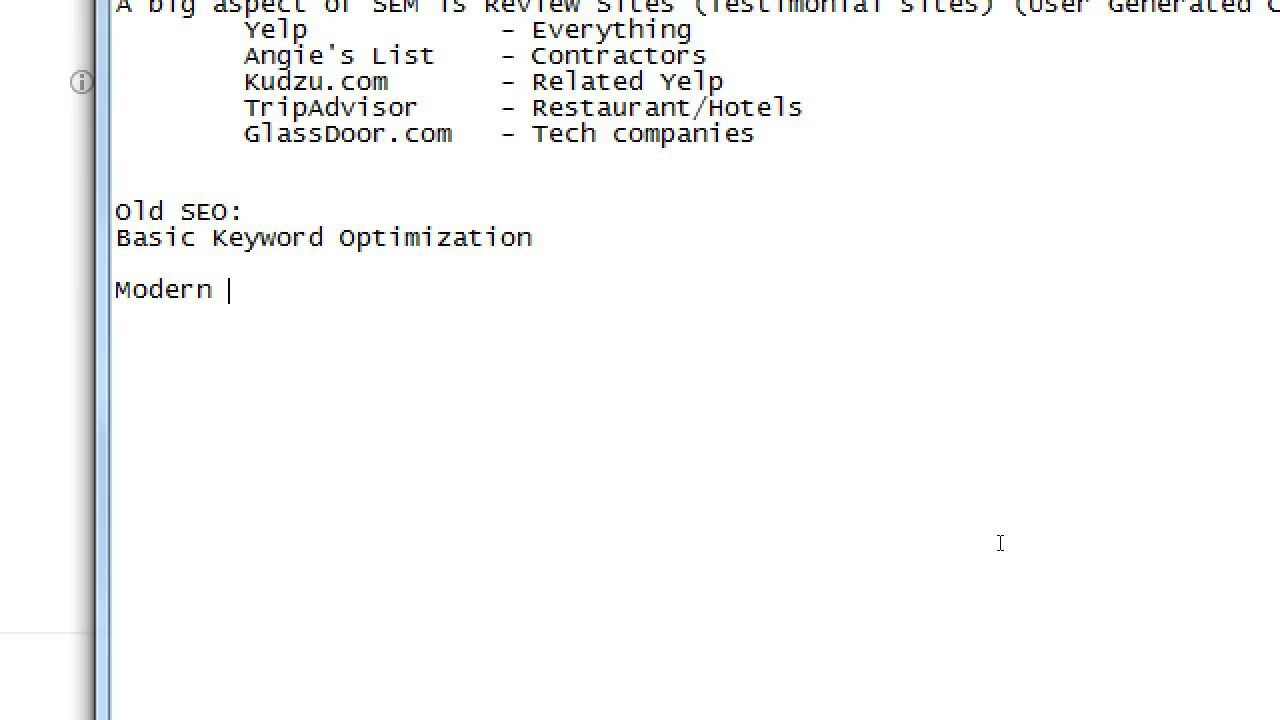 A big aspect of SEM is Review Sites (Testimonial sites) (User Generated
Yelp - Everything
Angie's List - Contractors
Kudzu.com - Related Yelp
TripAdvisor - Restaurant/Hotels
GlassDoor.com - Tech companies
Old SEO:
Basic Keyword Optimization
Modern